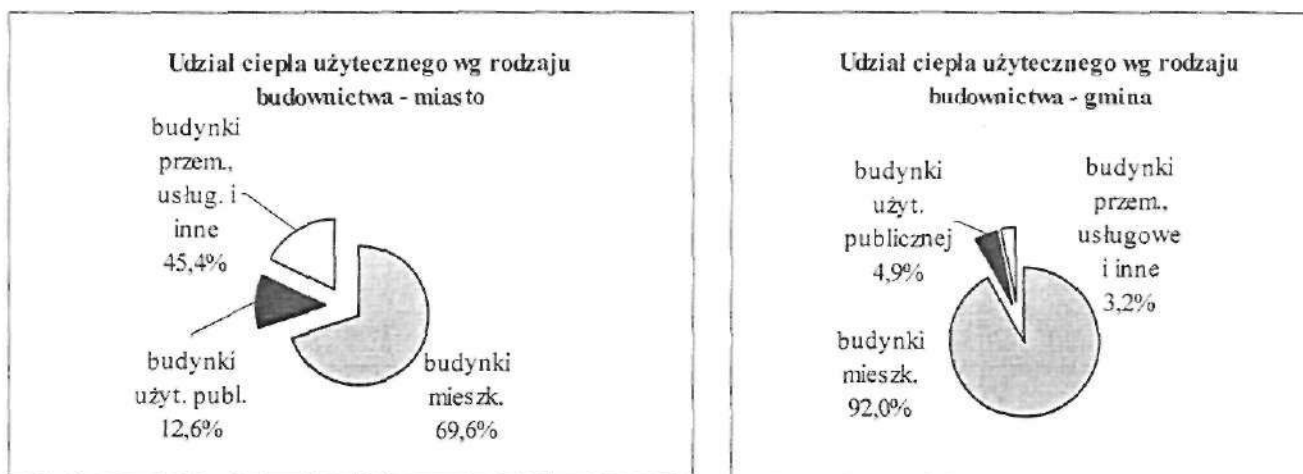 Udział ciepła użytecznego wg rodzaju
budownictwa - miasto
budynki
przem.,
usług. i
inne
45,4%
budynki
użyt. publ.
12,6%
budynki
mieszk.
69,6%
Udział ciepła użytecznego wg rodzaju
budownictwa - gmina
budynki
użyt.
publicznej
4,9%
budynki
przem.,
usługowe
i inne
3,2%
budynki
mieszk.
92,0%